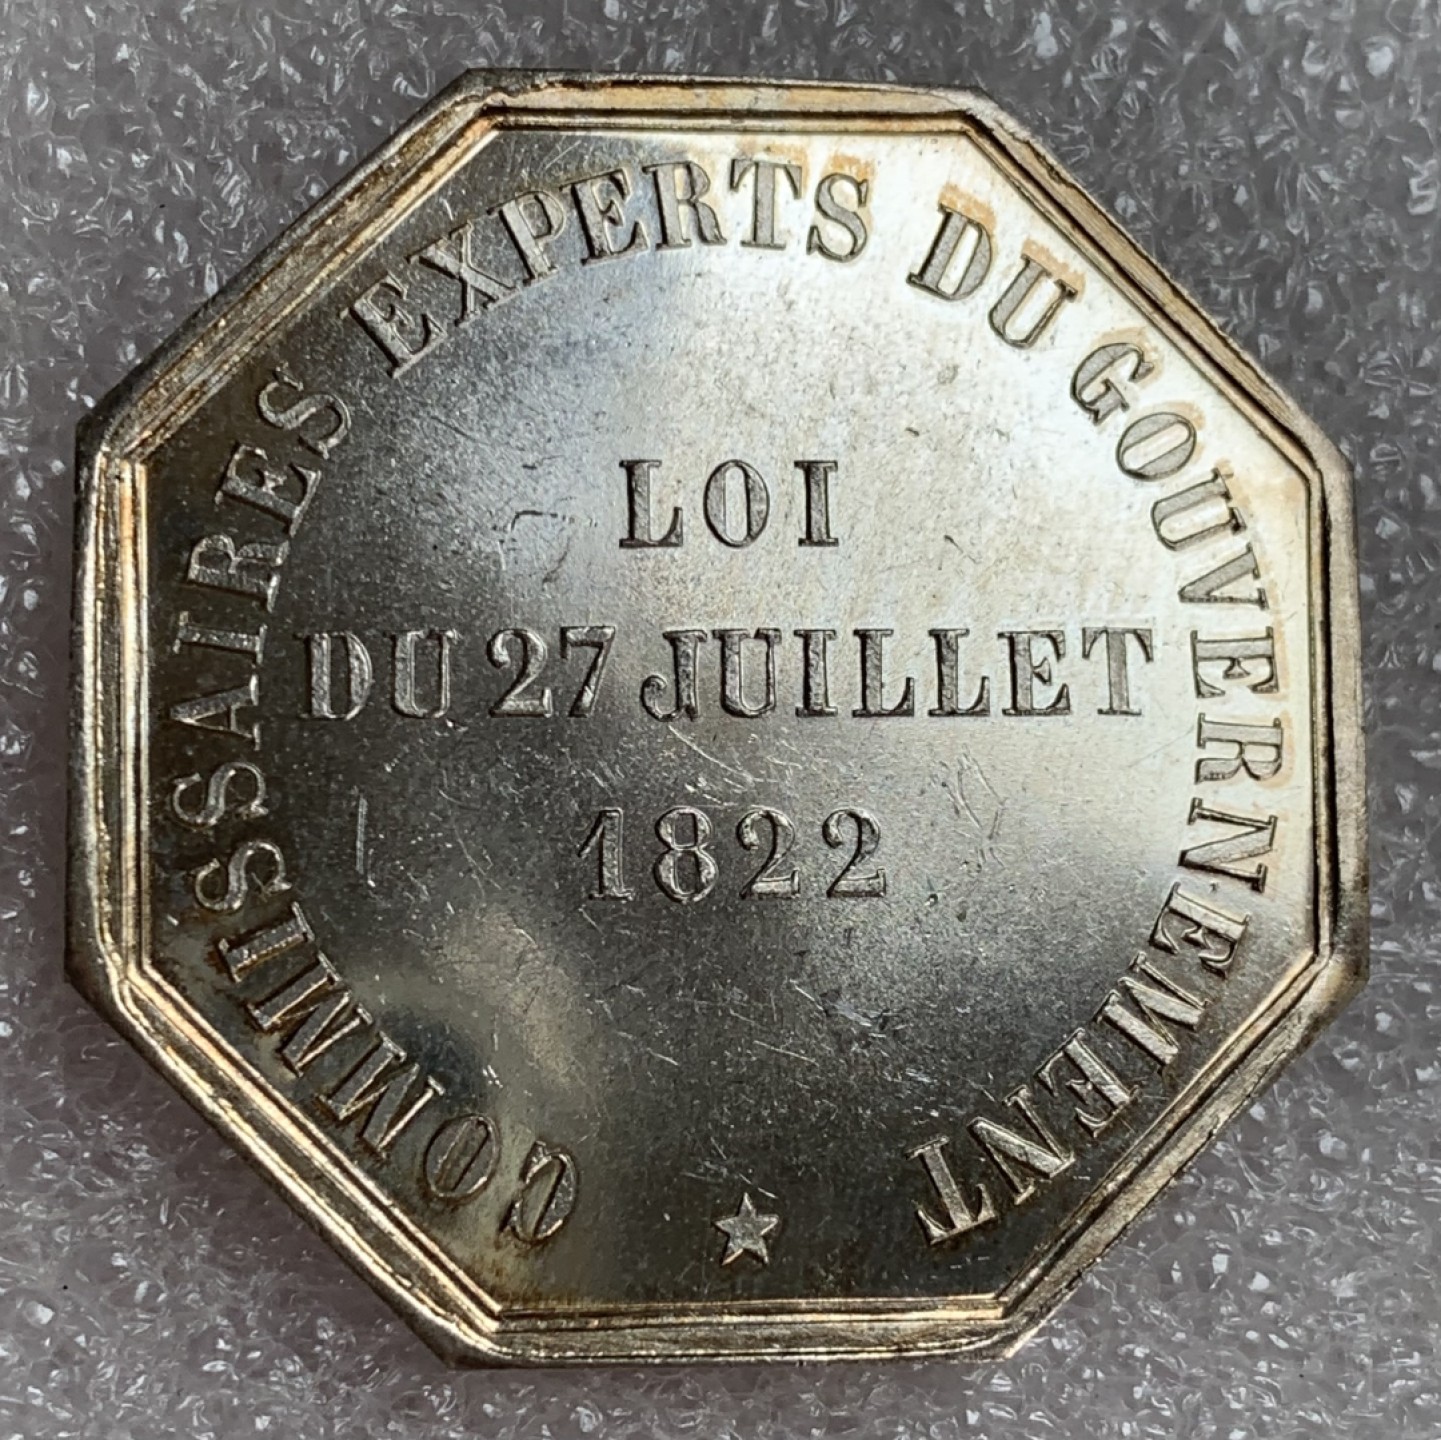 COMMISSAIRES EXPERTS DU GOUVERNEMENT
LOI
DU 27 JUILLET
1822